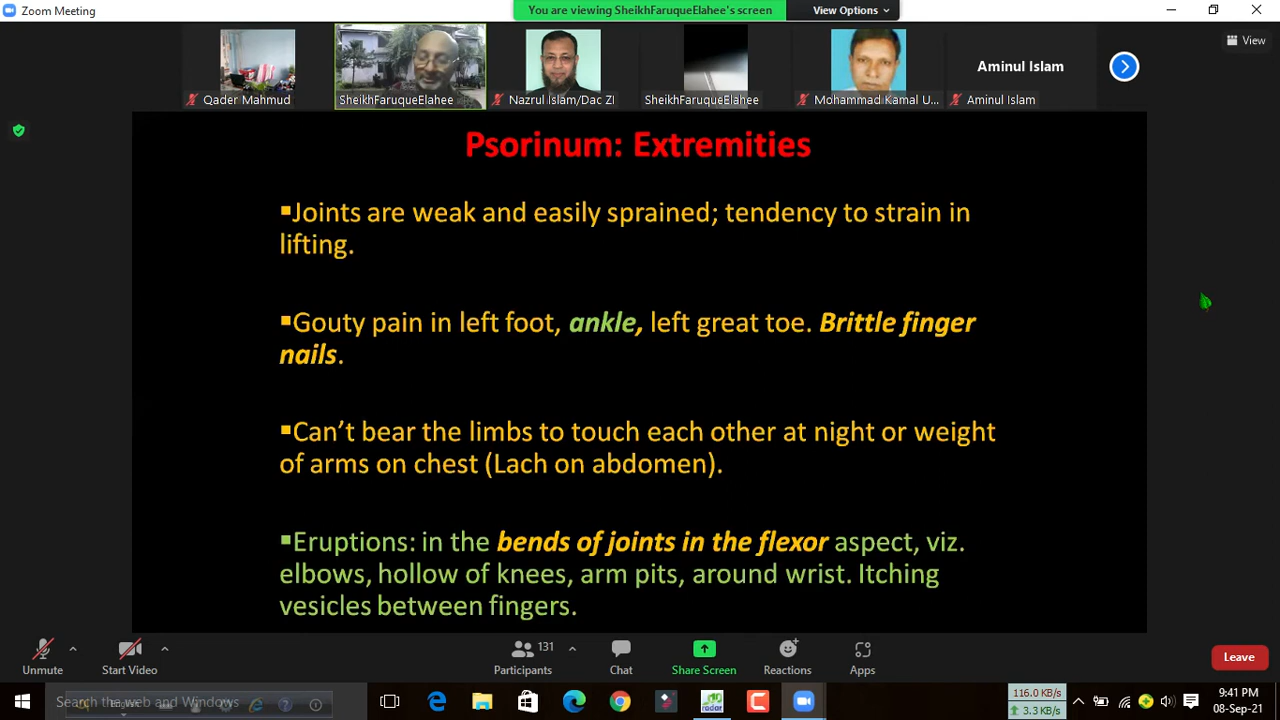 Zoom Meeting
You are viewing SheikhFaruqueElahee's screen
View Options
View
Qader Mahmud
SheikhFaruqueElahee
Nazrul Islam/Dac ZI
SheikhFaruqueElahee
Mohammad Kamal U...
Aminul Islam
Aminul Islam
Psorinum: Extremities
▪Joints are weak and easily sprained; tendency to strain in
lifting.
▪Gouty pain in left foot, ankle, left great toe. Brittle finger
nails.
▪Can't bear the limbs to touch each other at night or weight
of arms on chest (Lach on abdomen).
▪Eruptions: in the bends of joints in the flexor aspect, viz.
elbows, hollow of knees, arm pits, around wrist. Itching
vesicles between fingers.
Unmute
Start Video
131
Participants
Chat
Share Screen
Reactions
Apps
Leave
Search the web and Windows
English
116.0 KB/s
3.3 KB/s
9:41 PM
08-Sep-21